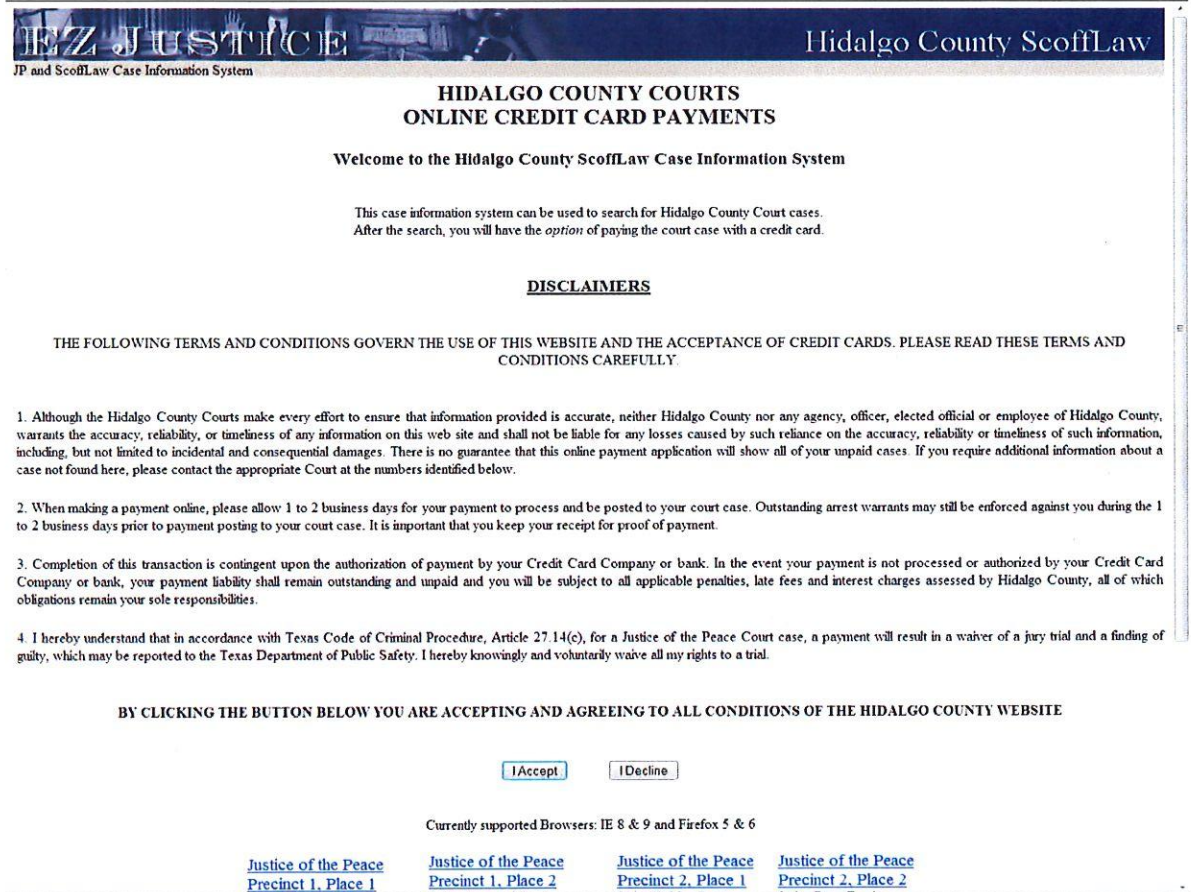 EZ JUSTICE
Hidalgo County ScoffLaw
JP and ScoffLaw Case Information System
HIDALGO COUNTY COURTS
ONLINE CREDIT CARD PAYMENTS
Welcome to the Hidalgo County ScoffLaw Case Information System
This case information system can be used to search for Hidalgo County Court cases.
After the search, you will have the option of paying the court case with a credit card.
DISCLAIMERS
THE FOLLOWING TERMS AND CONDITIONS GOVERN THE USE OF THIS WEBSITE AND THE ACCEPTANCE OF CREDIT CARDS. PLEASE READ THESE TERMS AND
CONDITIONS CAREFULLY.
1. Although the Hidalgo County Courts make every effort to ensure that information provided is accurate, neither Hidalgo County nor any agency, officer, elected official or employee of Hidalgo County,
warrants the accuracy, reliability, or timeliness of any information on this web site and shall not be liable for any losses caused by such reliance on the accuracy, reliability or timeliness of such information,
including, but not limited to incidental and consequential damages. There is no guarantee that this online payment application will show all of your unpaid cases. If you require additional information about a
case not found here, please contact the appropriate Court at the numbers identified below.
2. When making a payment online, please allow 1 to 2 business days for your payment to process and be posted to your court case. Outstanding arrest warrants may still be enforced against you during the 1
to 2 business days prior to payment posting to your court case. It is important that you keep your receipt for proof of payment.
3. Completion of this transaction is contingent upon the authorization of payment by your Credit Card Company or bank. In the event your payment is not processed or authorized by your Credit Card
Company or bank, your payment liability shall remain outstanding and unpaid and you will be subject to all applicable penalties, late fees and interest charges assessed by Hidalgo County, all of which
obligations remain your sole responsibilities.
4. I hereby understand that in accordance with Texas Code of Criminal Procedure, Article 27.14(c), for a Justice of the Peace Court case, a payment will result in a waiver of a jury trial and a finding of
guilty, which may be reported to the Texas Department of Public Safety. I hereby knowingly and voluntarily waive all my rights to a trial.
BY CLICKING THE BUTTON BELOW YOU ARE ACCEPTING AND AGREEING TO ALL CONDITIONS OF THE HIDALGO COUNTY WEBSITE
I Accept I Decline
Currently supported Browsers: IE 8 & 9 and Firefox 5 & 6
Justice of the Peace Justice of the Peace Justice of the Peace Justice of the Peace
Precinct 1, Place 1 Precinct 1, Place 2 Precinct 2, Place 1 Precinct 2, Place 2